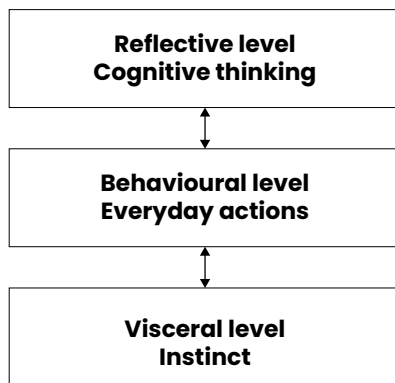 Reflective level
Cognitive thinking
Behavioural level
Everyday actions
Visceral level
Instinct